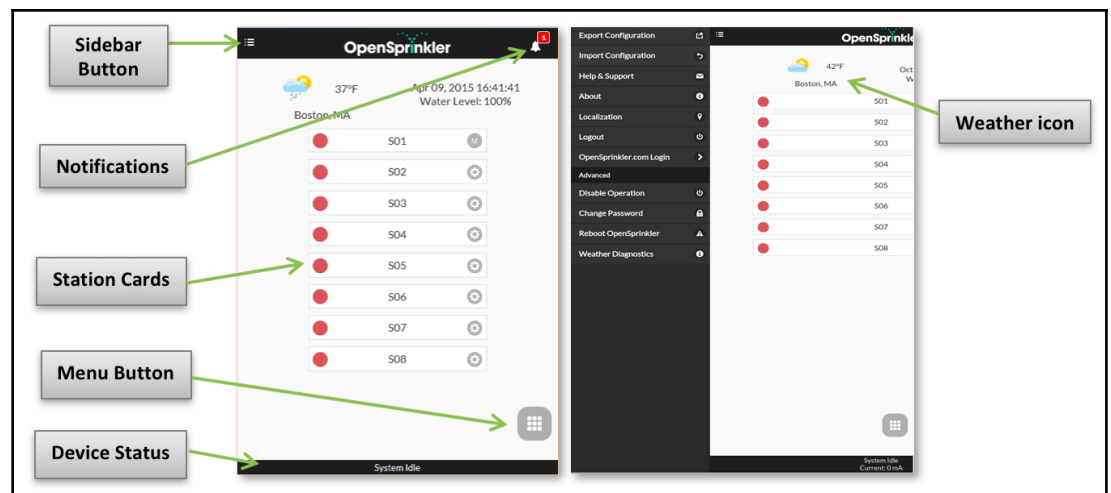 Sidebar
Button
Notifications
Station Cards
Menu Button
Device Status
OpenSprinkler
1
37°F
Apr 09, 2015 16:41:41
Water Level: 100%
Boston, MA
S01
M
S02
S03
S04
S05
S06
S07
S08
System Idle
Export Configuration
Import Configuration
Help & Support
About
Localization
Logout
OpenSprinkler.com Login
Advanced
Disable Operation
Change Password
Reboot OpenSprinkler
Weather Diagnostics
OpenSprinkle
42°F
Oct
W
Boston, MA
S01
S02
S03
S04
S05
S06
S07
S08
System Idle
Current: 0 mA
Weather icon